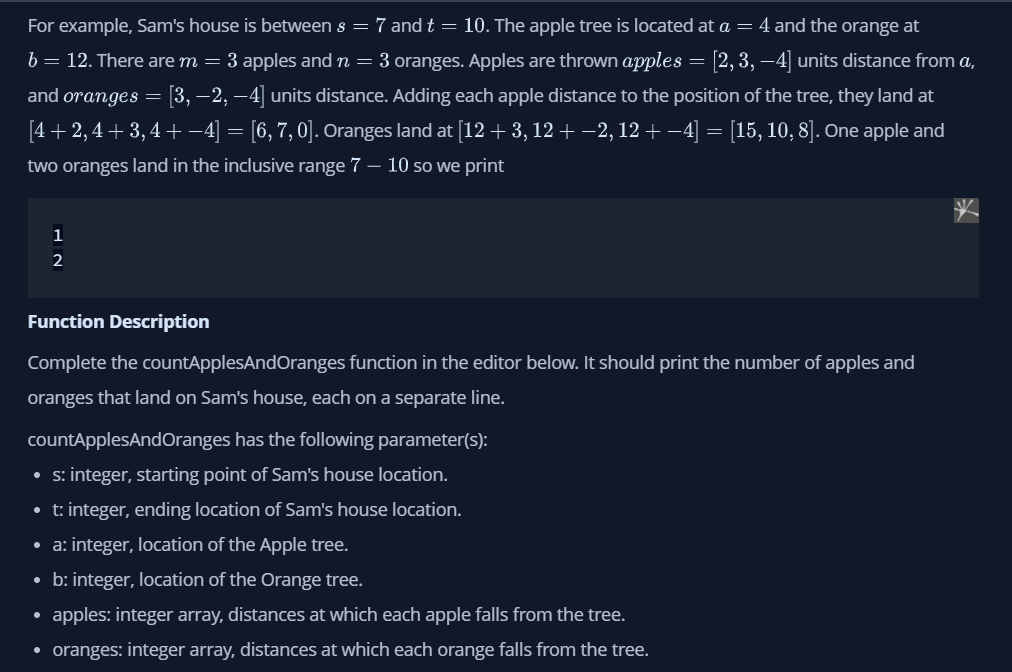 For example, Sam's house is between s = 7 and t = 10. The apple tree is located at a = 4 and the orange at
b = 12. There are m = 3 apples and n = 3 oranges. Apples are thrown apples = [2, 3, −4] units distance from a,
and oranges = [3, −2, −4] units distance. Adding each apple distance to the position of the tree, they land at
[4 + 2, 4 + 3, 4 + −4] = [6, 7, 0]. Oranges land at [12 + 3, 12 + −2, 12 + −4] = [15, 10, 8]. One apple and
two oranges land in the inclusive range 7 − 10 so we print
1
2
Function Description
Complete the countApplesAndOranges function in the editor below. It should print the number of apples and
oranges that land on Sam's house, each on a separate line.
countApplesAndOranges has the following parameter(s):
• s: integer, starting point of Sam's house location.
• t: integer, ending location of Sam's house location.
• a: integer, location of the Apple tree.
• b: integer, location of the Orange tree.
• apples: integer array, distances at which each apple falls from the tree.
• oranges: integer array, distances at which each orange falls from the tree.